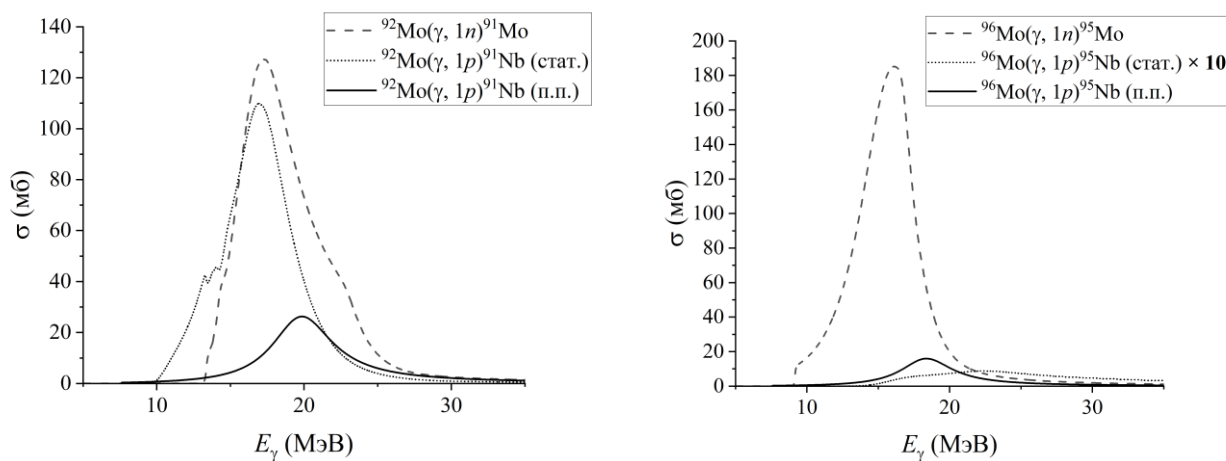 ⁹²Mo(γ, 1n)⁹¹Mo
⁹²Mo(γ, 1p)⁹¹Nb (стат.)
⁹²Mo(γ, 1p)⁹¹Nb (п.п.)
140
120
100
80
60
40
20
0
σ (мб)
10
20
30
Eγ (МэВ)
⁹⁶Mo(γ, 1n)⁹⁵Mo
⁹⁶Mo(γ, 1p)⁹⁵Nb (стат.) × 10
⁹⁶Mo(γ, 1p)⁹⁵Nb (п.п.)
200
180
160
140
120
100
80
60
40
20
0
σ (мб)
10
20
30
Eγ (МэВ)